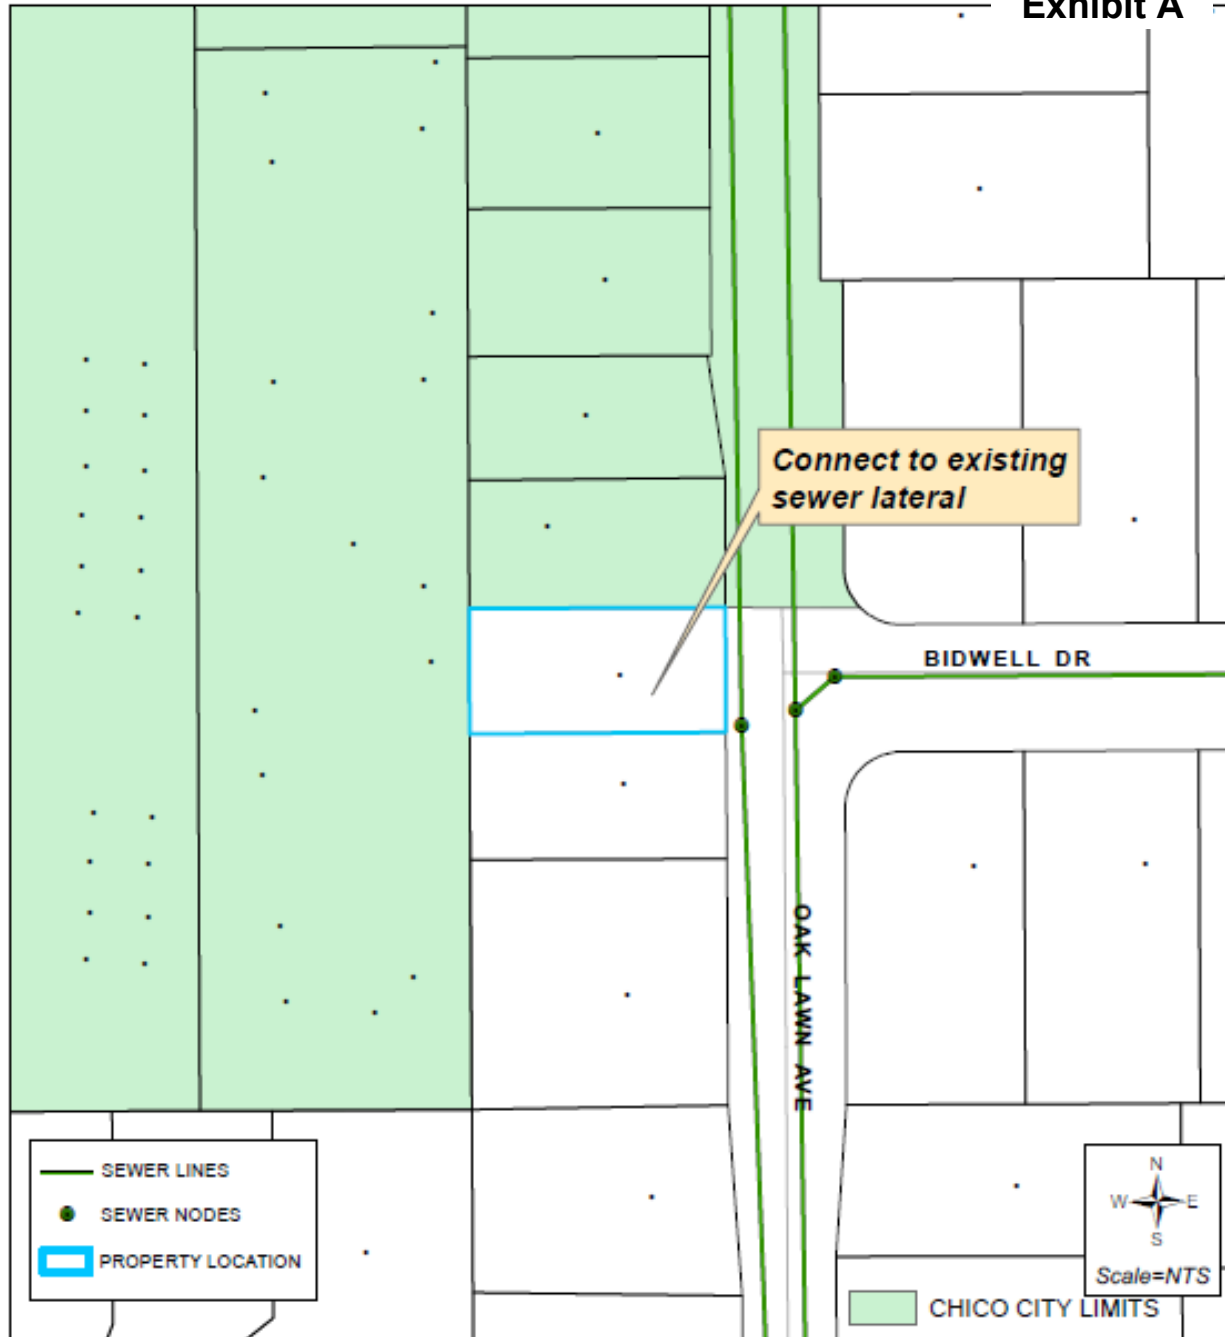 Exhibit A
Connect to existing
sewer lateral
BIDWELL DR
OAK LAWN AVE
SEWER LINES
SEWER NODES
PROPERTY LOCATION
N
W E
S
Scale=NTS
CHICO CITY LIMITS